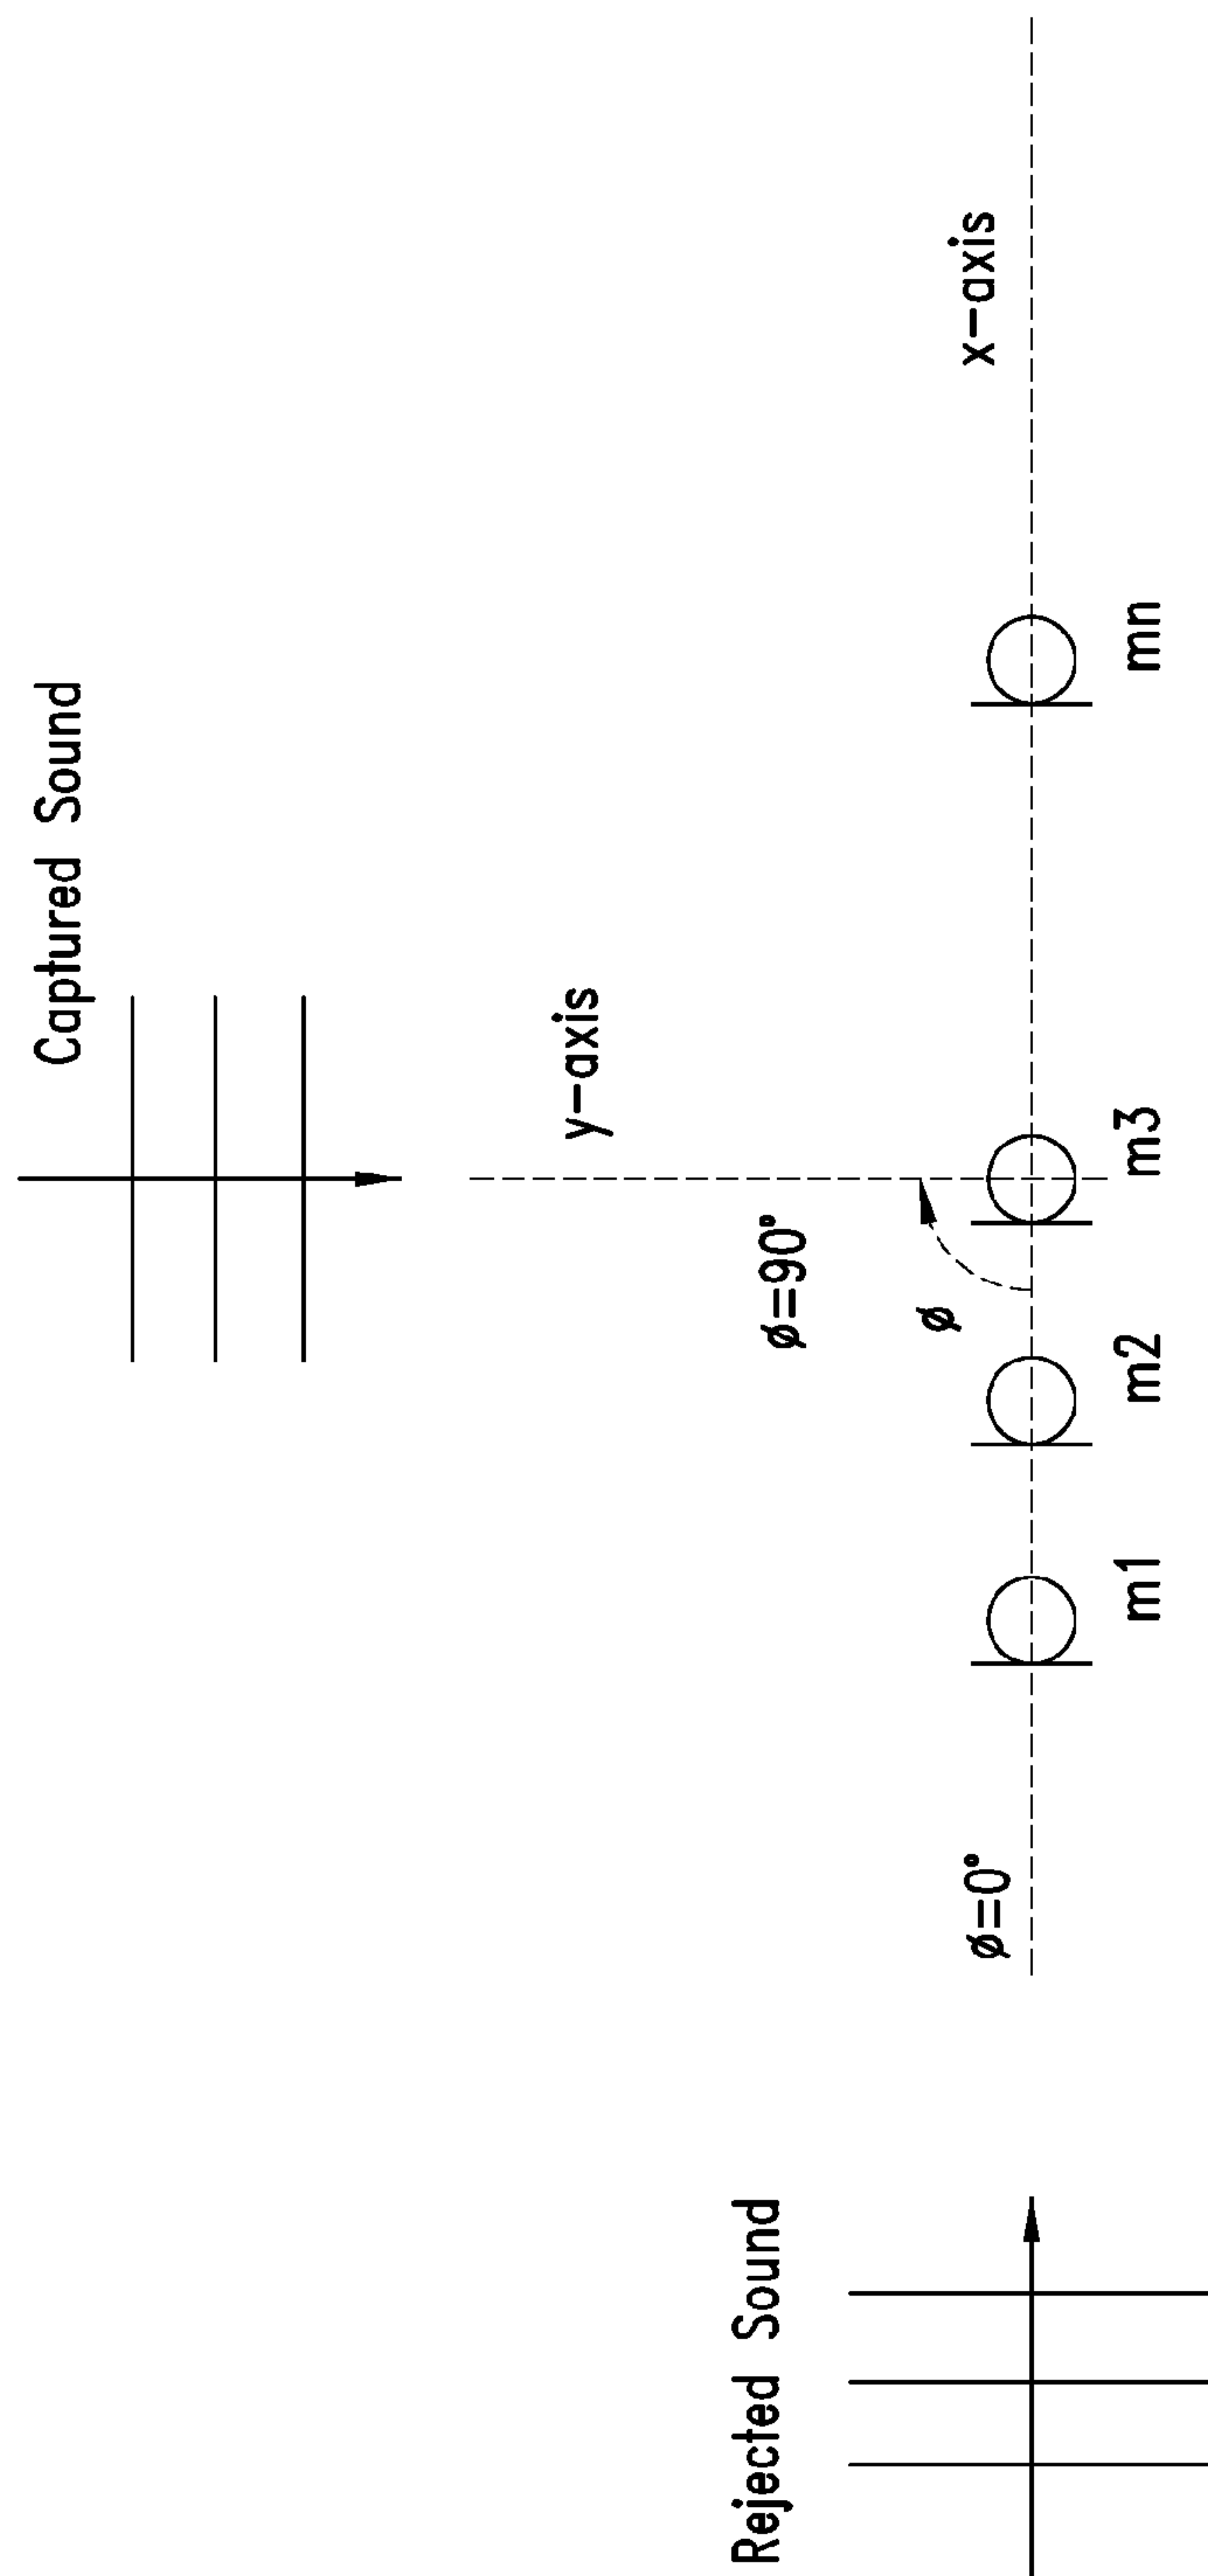 Captured Sound
y-axis
x-axis
ø=90°
ø
ø=0°
m1
m2
m3
mn
Rejected Sound